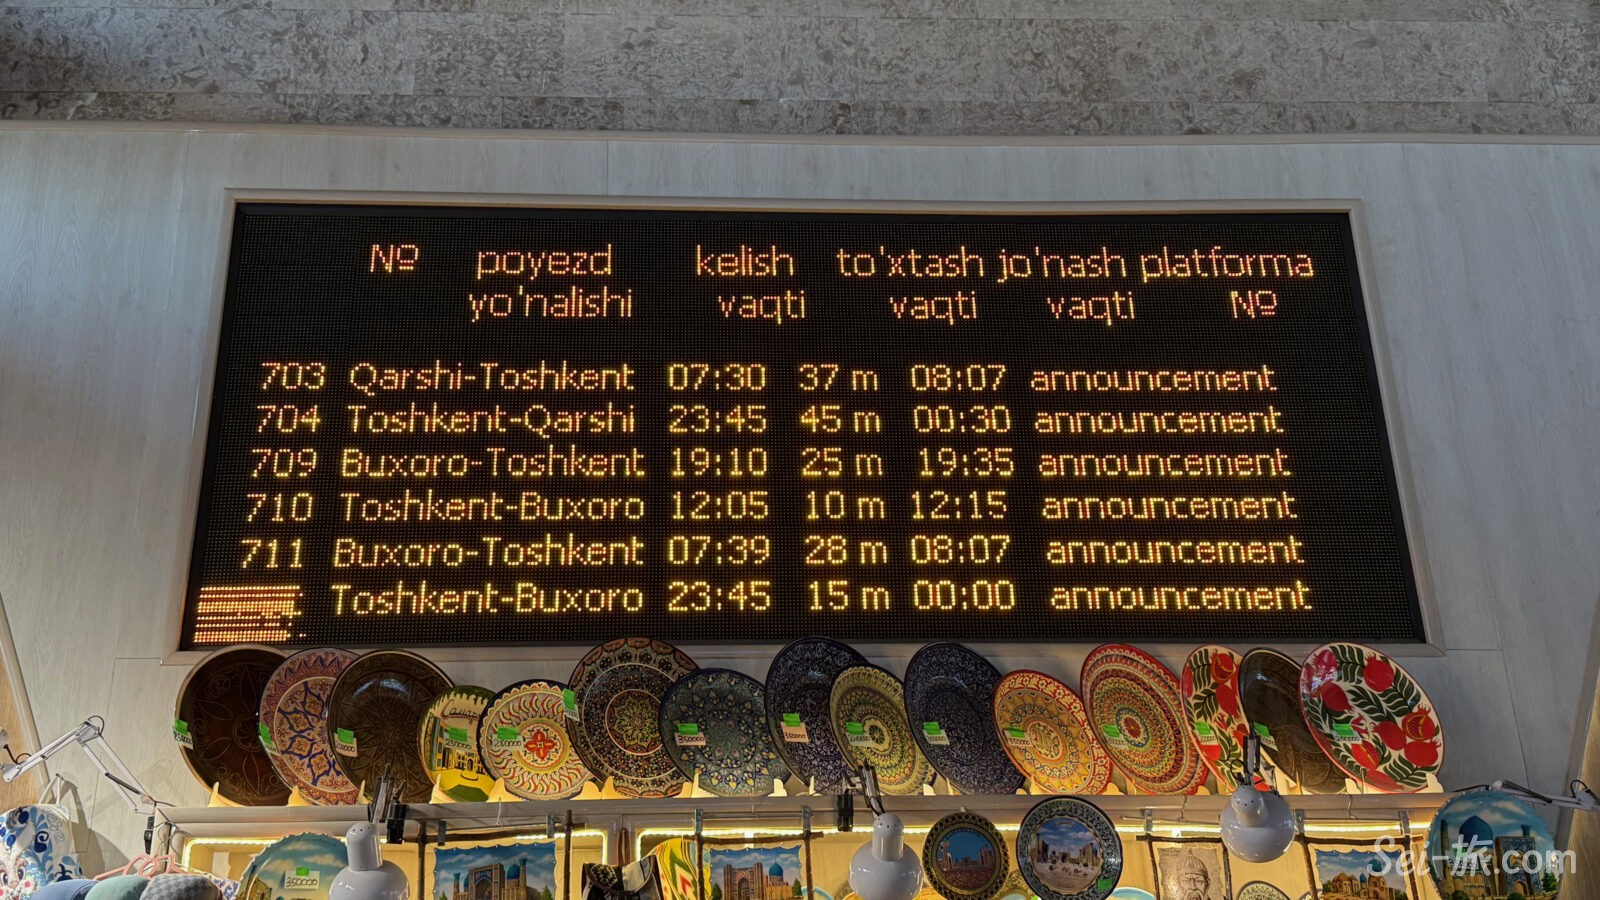 № poyezd kelish to'xtash jo'nash platforma
yo'nalishi vaqti vaqti vaqti №
703 Qarshi-Toshkent 07:30 37 m 08:07 announcement
704 Toshkent-Qarshi 23:45 45 m 00:30 announcement
709 Buxoro-Toshkent 19:10 25 m 19:35 announcement
710 Toshkent-Buxoro 12:05 10 m 12:15 announcement
711 Buxoro-Toshkent 07:39 28 m 08:07 announcement
Toshkent-Buxoro 23:45 15 m 00:00 announcement
350000
Sei-旅.com